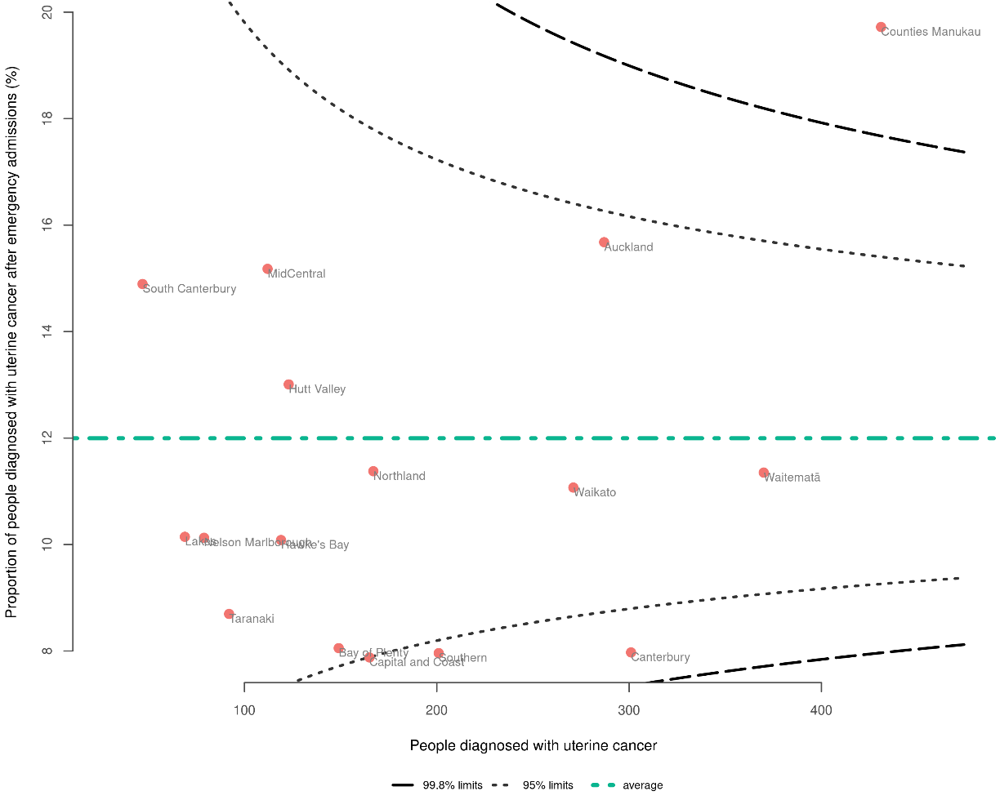 Proportion of people diagnosed with uterine cancer after emergency admissions (%)
20
18
16
14
12
10
8
Counties Manukau
Auckland
MidCentral
South Canterbury
Hutt Valley
Northland
Waikato
Waitematā
Lakes
Nelson Marlborough
Hawke's Bay
Taranaki
Bay of Plenty
Capital and Coast
Southern
Canterbury
100 200 300 400
People diagnosed with uterine cancer
99.8% limits 95% limits average